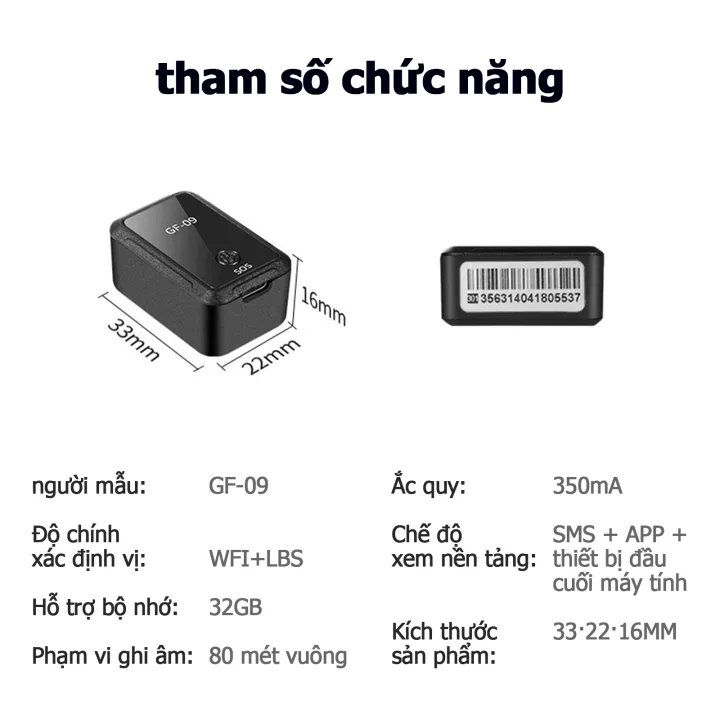 tham số chức năng
GF-09
SOS
16mm
33mm
22mm
356314041805537
người mẫu: GF-09
Độ chính
xác định vị: WFI+LBS
Hỗ trợ bộ nhớ: 32GB
Phạm vi ghi âm: 80 mét vuông
Ắc quy: 350mA
Chế độ SMS + APP +
xem nền tảng: thiết bị đầu
cuối máy tính
Kích thước 33·22·16MM
sản phẩm: